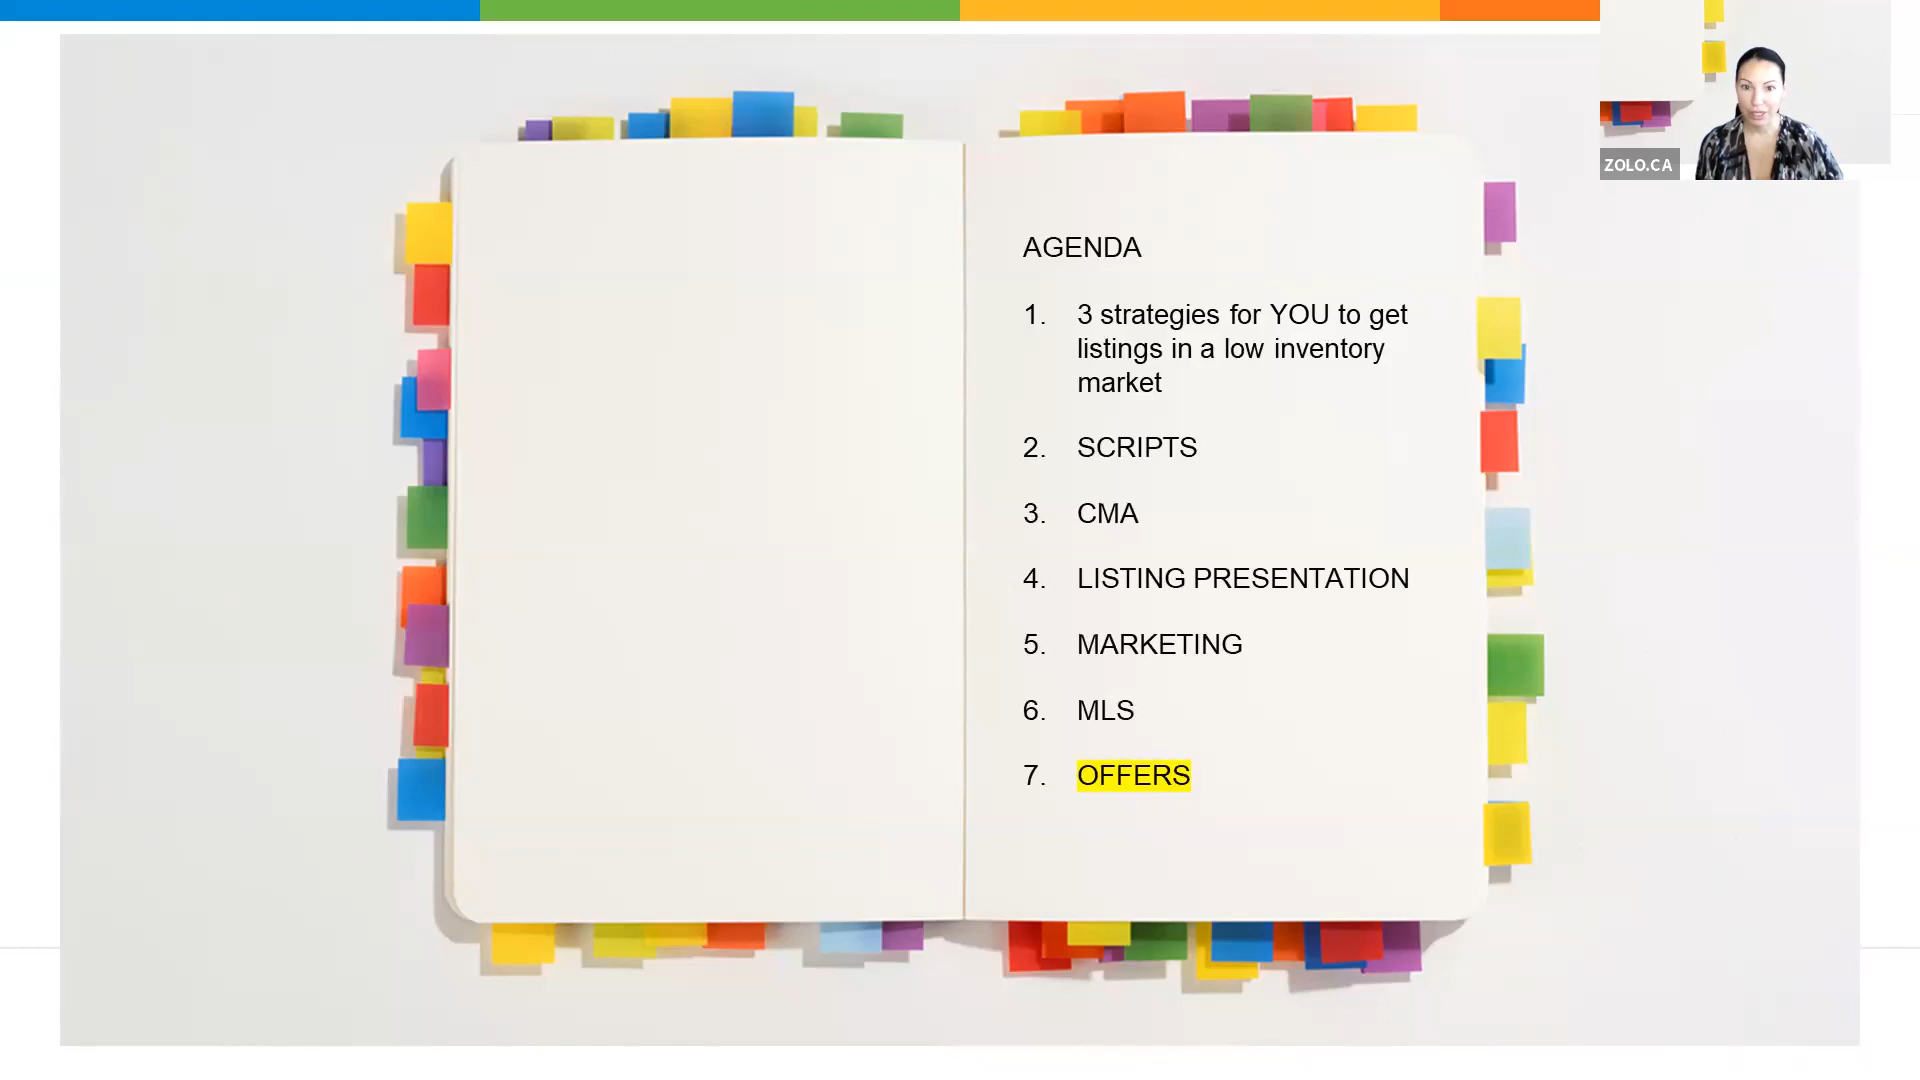 ZOLO.CA
AGENDA
1. 3 strategies for YOU to get
listings in a low inventory
market
2. SCRIPTS
3. CMA
4. LISTING PRESENTATION
5. MARKETING
6. MLS
7. OFFERS